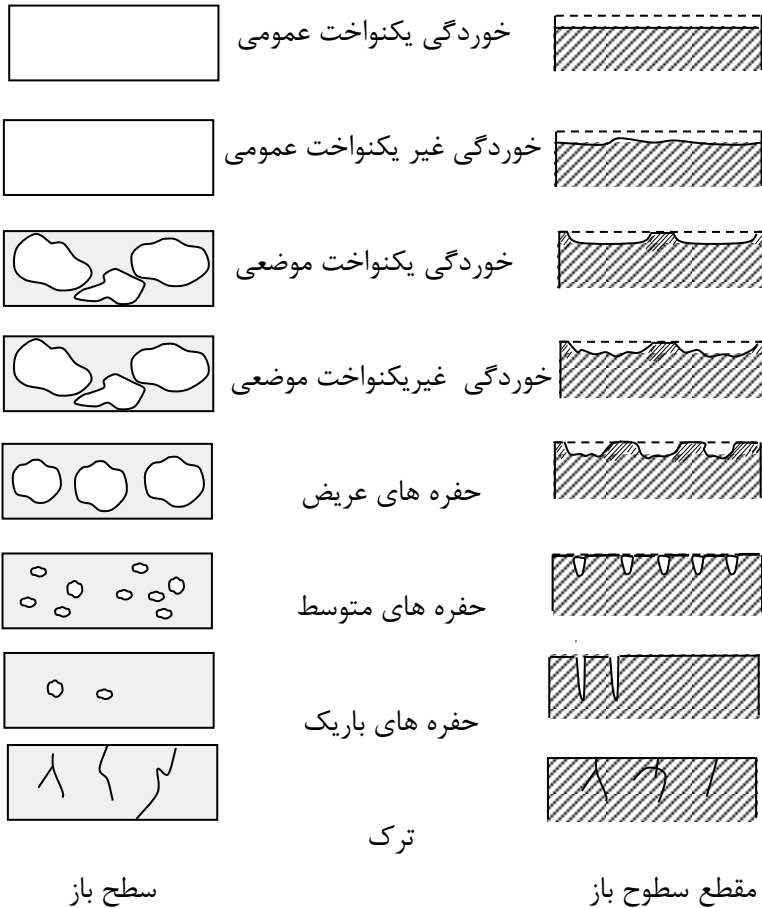 خوردگی یکنواخت عمومی
خوردگی غیر یکنواخت عمومی
خوردگی یکنواخت موضعی
خوردگی غیریکنواخت موضعی
حفره های عریض
حفره های متوسط
حفره های باریک
ترک
مقطع سطوح باز
سطح باز